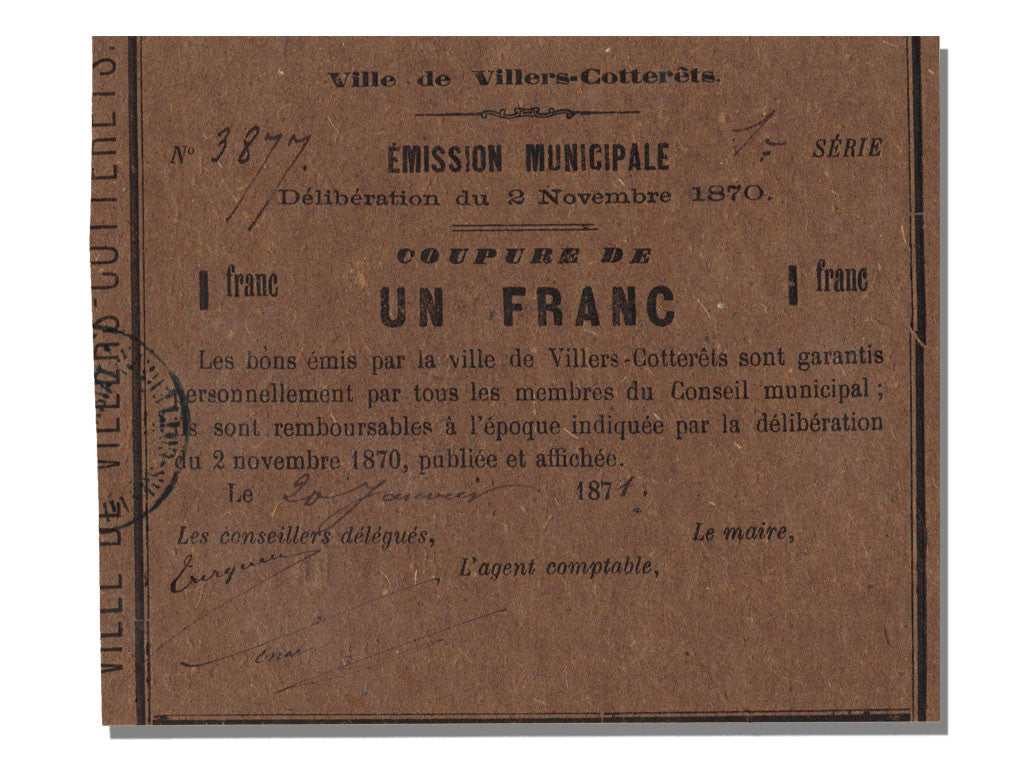 Ville de Villers-Cotterêts.
No 3877. ÉMISSION MUNICIPALE 1re SÉRIE
Délibération du 2 Novembre 1870.
COUPURE DE
1 franc UN FRANC 1 franc
Les bons émis par la ville de Villers-Cotterêts sont garantis
personnellement par tous les membres du Conseil municipal ;
ils sont remboursables à l'époque indiquée par la délibération
du 2 novembre 1870, publiée et affichée.
Le 20 Janvier 1871.
Les conseillers délégués, Le maire,
L'agent comptable,
VILLE DE VILLERS-COTTERÊTS.